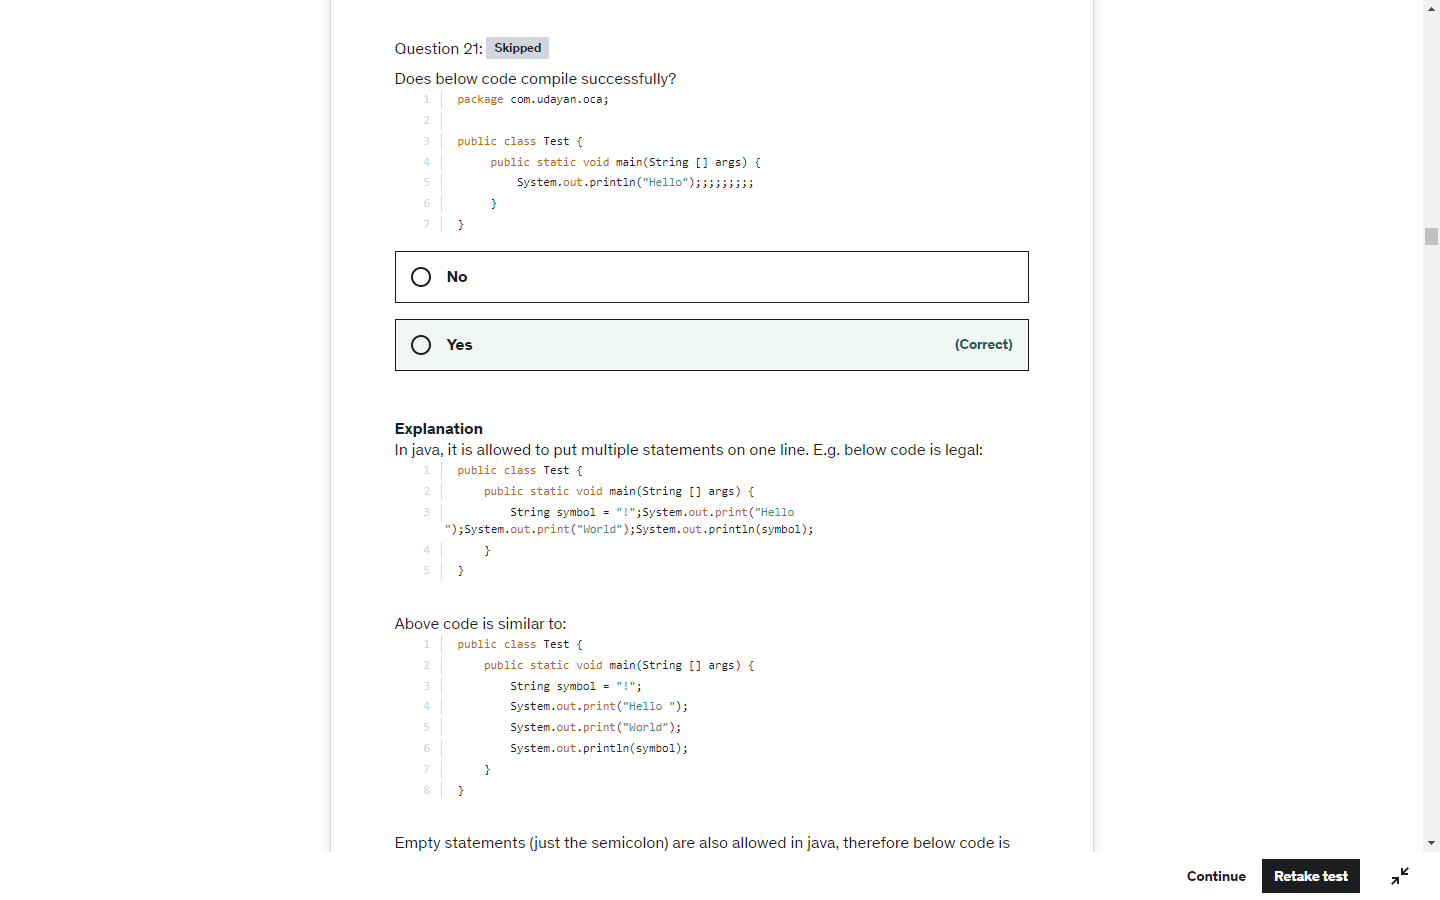 Question 21: Skipped
Does below code compile successfully?
1 package com.udayan.oca;
2
3 public class Test {
4 public static void main(String [] args) {
5 System.out.println("Hello");;;;;;;;;
6 }
7 }
No
Yes (Correct)
Explanation
In java, it is allowed to put multiple statements on one line. E.g. below code is legal:
1 public class Test {
2 public static void main(String [] args) {
3 String symbol = "!";System.out.print("Hello
");System.out.print("World");System.out.println(symbol);
4 }
5 }
Above code is similar to:
1 public class Test {
2 public static void main(String [] args) {
3 String symbol = "!";
4 System.out.print("Hello ");
5 System.out.print("World");
6 System.out.println(symbol);
7 }
8 }
Empty statements (just the semicolon) are also allowed in java, therefore below code is
Continue Retake test